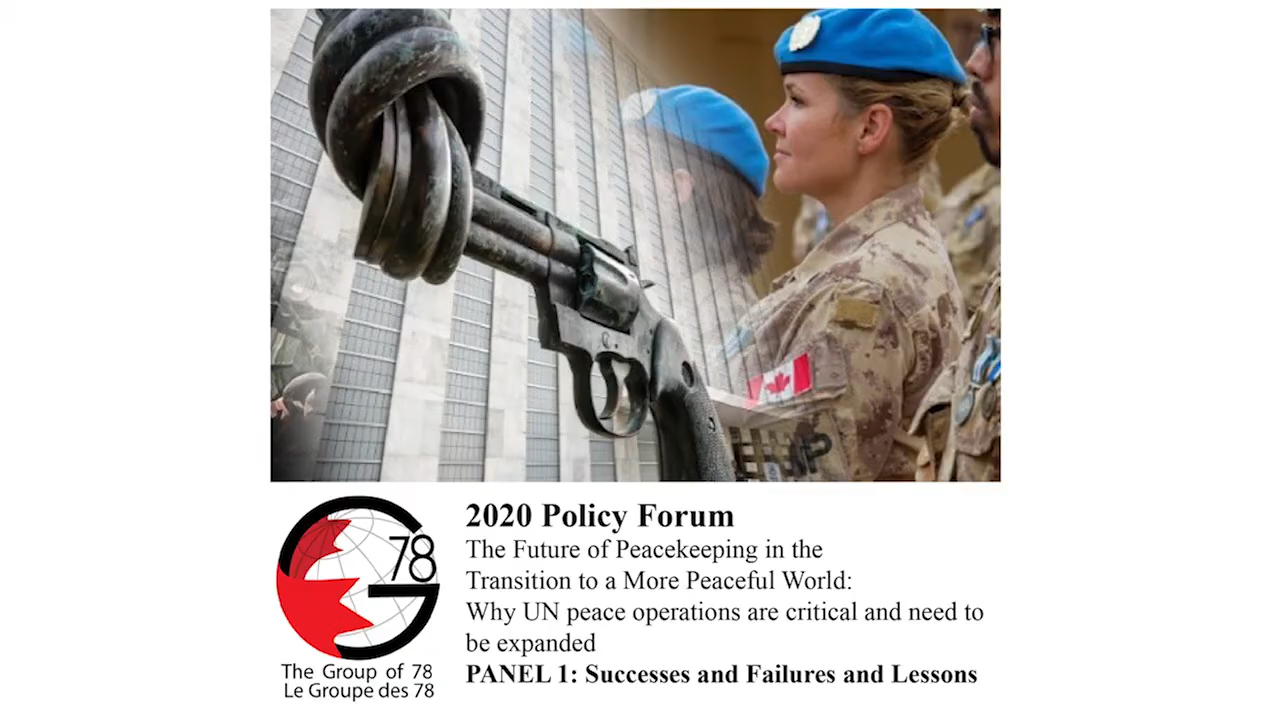 78
The Group of 78
Le Groupe des 78
2020 Policy Forum
The Future of Peacekeeping in the
Transition to a More Peaceful World:
Why UN peace operations are critical and need to
be expanded
PANEL 1: Successes and Failures and Lessons